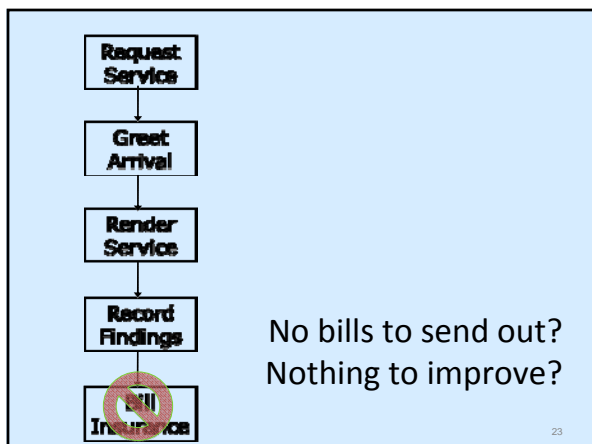 Request
Service
Greet
Arrival
Render
Service
Record
Findings
Bill
Insurance
No bills to send out?
Nothing to improve?
23